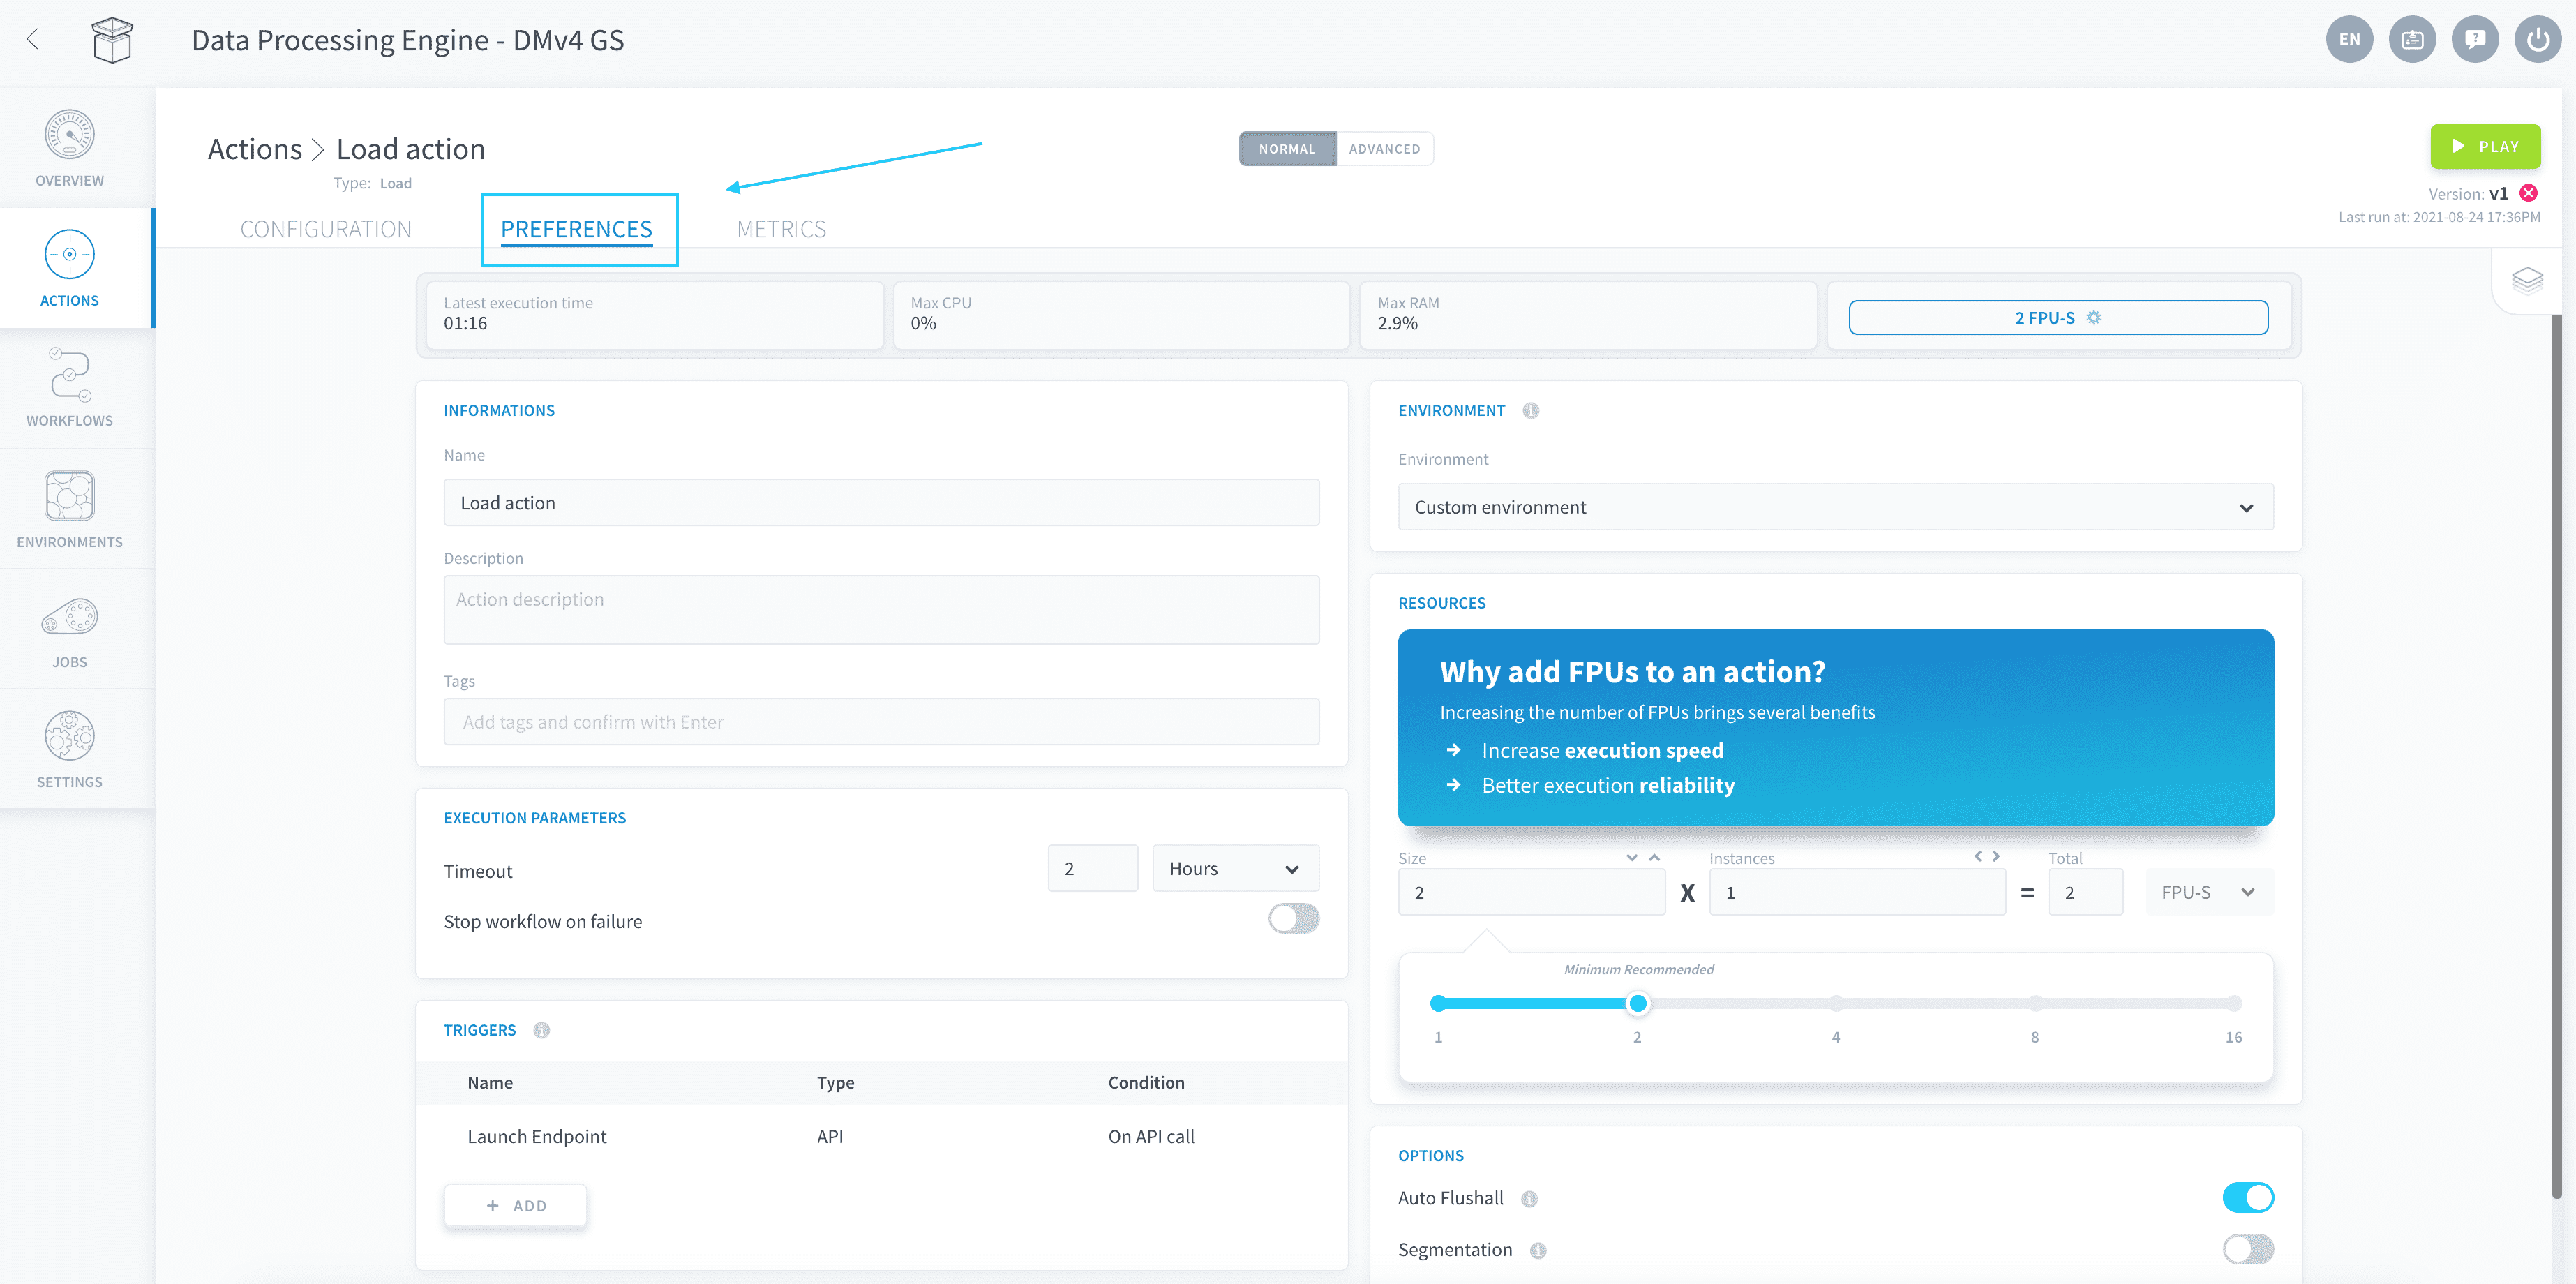 Data Processing Engine - DMv4 GS
EN
OVERVIEW
ACTIONS
WORKFLOWS
ENVIRONMENTS
JOBS
SETTINGS
Actions > Load action
Type: Load
NORMAL ADVANCED
PLAY
Version: v1
Last run at: 2021-08-24 17:36PM
CONFIGURATION PREFERENCES METRICS
Latest execution time
01:16
Max CPU
0%
Max RAM
2.9%
2 FPU-S
INFORMATIONS
Name
Load action
Description
Action description
Tags
Add tags and confirm with Enter
EXECUTION PARAMETERS
Timeout 2 Hours
Stop workflow on failure
TRIGGERS
Name Type Condition
Launch Endpoint API On API call
+ ADD
ENVIRONMENT
Environment
Custom environment
RESOURCES
Why add FPUs to an action?
Increasing the number of FPUs brings several benefits
→ Increase execution speed
→ Better execution reliability
Size Instances Total
2 X 1 = 2 FPU-S
Minimum Recommended
1 2 4 8 16
OPTIONS
Auto Flushall
Segmentation